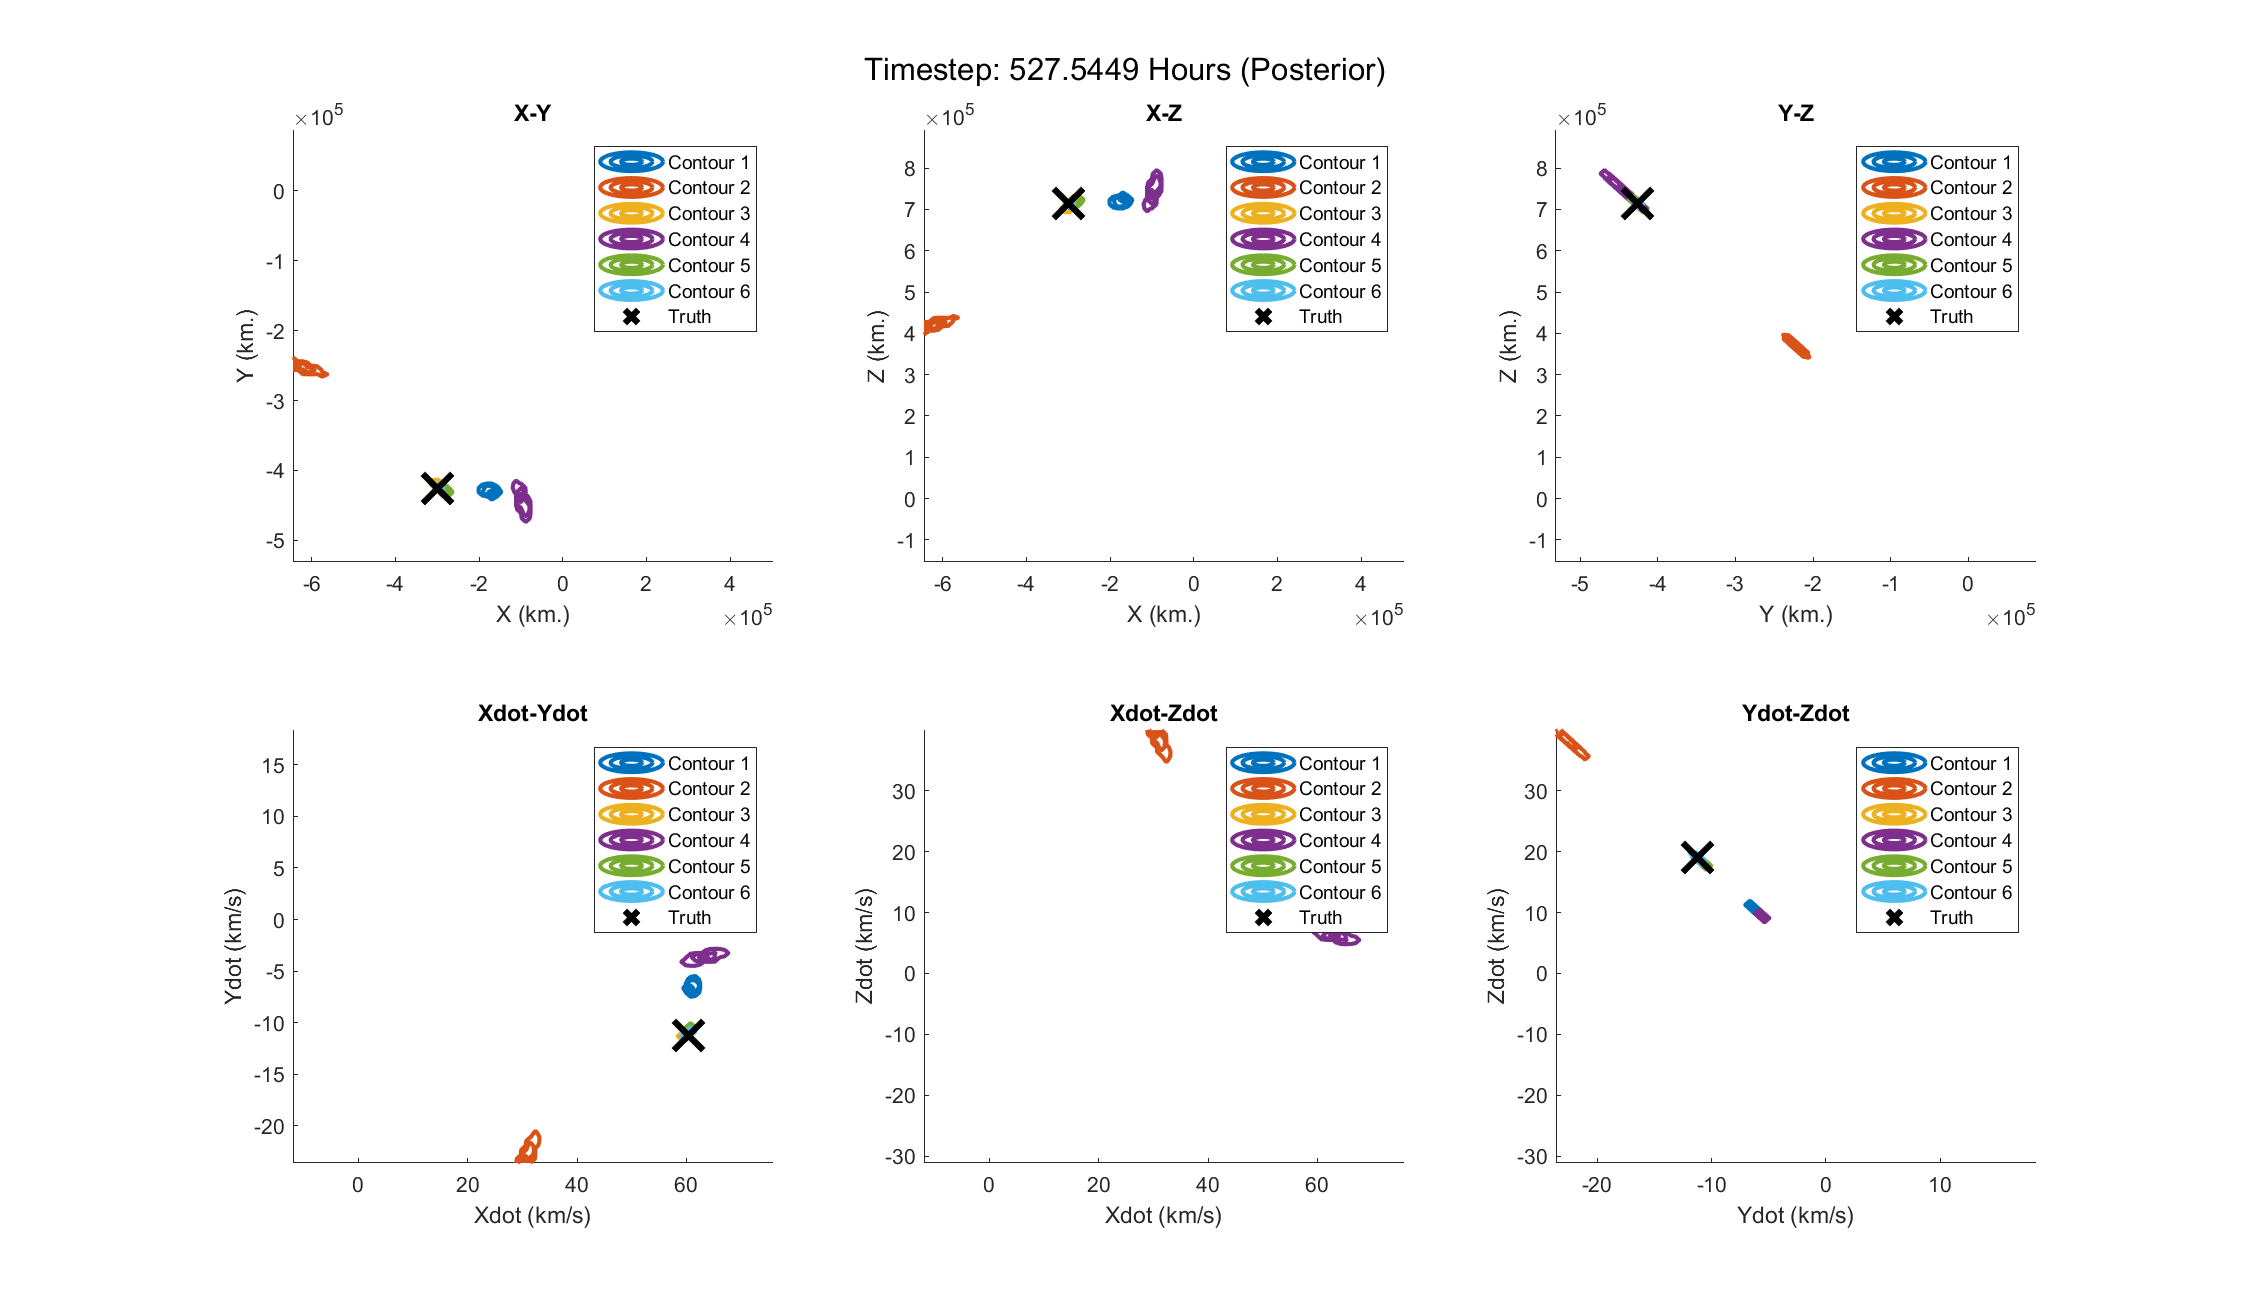 Timestep: 527.5449 Hours (Posterior)
X-Y
×10^5
0
-1
-2
-3
-4
-5
Y (km.)
-6 -4 -2 0 2 4
X (km.)
×10^5
Contour 1
Contour 2
Contour 3
Contour 4
Contour 5
Contour 6
Truth
X-Z
×10^5
8
7
6
5
4
3
2
1
0
-1
Z (km.)
-6 -4 -2 0 2 4
X (km.)
×10^5
Contour 1
Contour 2
Contour 3
Contour 4
Contour 5
Contour 6
Truth
Y-Z
×10^5
8
7
6
5
4
3
2
1
0
-1
Z (km.)
-5 -4 -3 -2 -1 0
Y (km.)
×10^5
Contour 1
Contour 2
Contour 3
Contour 4
Contour 5
Contour 6
Truth
Xdot-Ydot
15
10
5
0
-5
-10
-15
-20
Ydot (km/s)
0 20 40 60
Xdot (km/s)
Contour 1
Contour 2
Contour 3
Contour 4
Contour 5
Contour 6
Truth
Xdot-Zdot
30
20
10
0
-10
-20
-30
Zdot (km/s)
0 20 40 60
Xdot (km/s)
Contour 1
Contour 2
Contour 3
Contour 4
Contour 5
Contour 6
Truth
Ydot-Zdot
30
20
10
0
-10
-20
-30
Zdot (km/s)
-20 -10 0 10
Ydot (km/s)
Contour 1
Contour 2
Contour 3
Contour 4
Contour 5
Contour 6
Truth